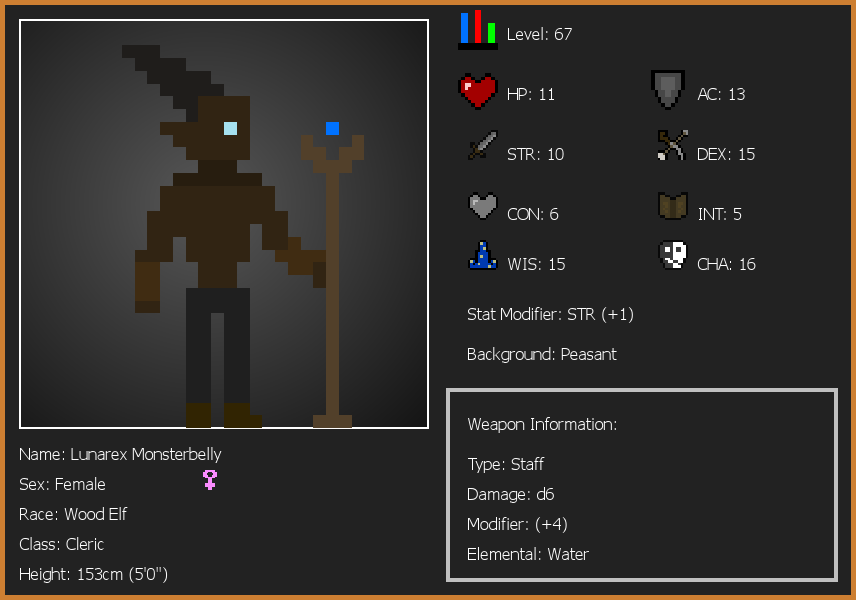 Level: 67
HP: 11
AC: 13
STR: 10
DEX: 15
CON: 6
INT: 5
WIS: 15
CHA: 16
Stat Modifier: STR (+1)
Background: Peasant
Weapon Information:
Type: Staff
Damage: d6
Modifier: (+4)
Elemental: Water
Name: Lunarex Monsterbelly
Sex: Female
Race: Wood Elf
Class: Cleric
Height: 153cm (5'0")